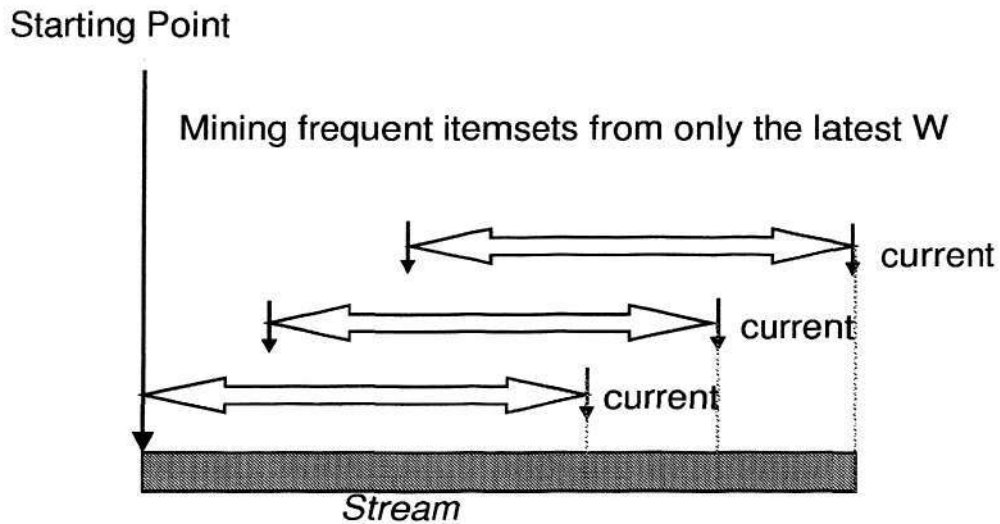 Starting Point
Mining frequent itemsets from only the latest W
current
current
current
Stream